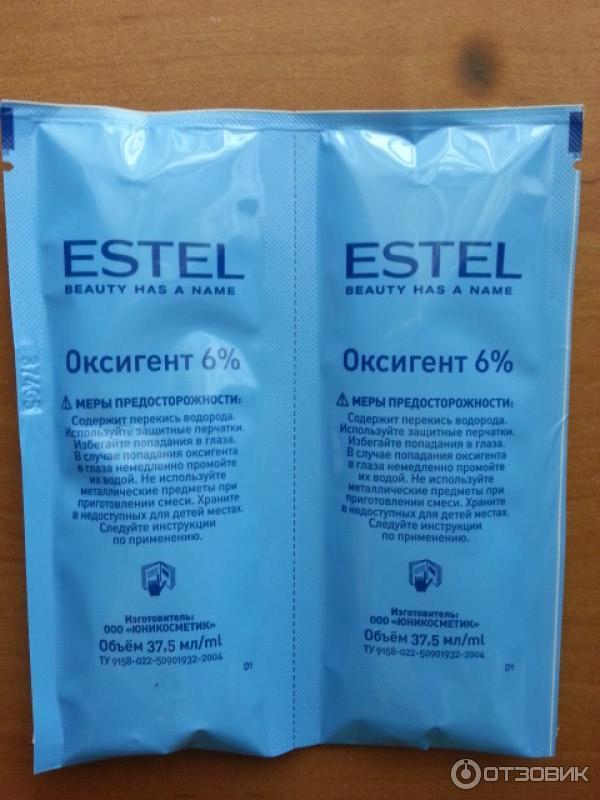 ESTEL
BEAUTY HAS A NAME
Оксигент 6%
МЕРЫ ПРЕДОСТОРОЖНОСТИ:
Содержит перекись водорода.
Используйте защитные перчатки.
Избегайте попадания в глаза.
В случае попадания оксигента
в глаза немедленно промойте
их водой. Не используйте
металлические предметы при
приготовлении смеси. Храните
в недоступных для детей местах.
Следуйте инструкции
по применению.
Изготовитель:
ООО «ЮНИКОСМЕТИК»
Объём 37,5 мл/ml
ТУ 9158-022-50901932-2004
D1
ESTEL
BEAUTY HAS A NAME
Оксигент 6%
МЕРЫ ПРЕДОСТОРОЖНОСТИ:
Содержит перекись водорода.
Используйте защитные перчатки.
Избегайте попадания в глаза.
В случае попадания оксигента
в глаза немедленно промойте
их водой. Не используйте
металлические предметы при
приготовлении смеси. Храните
в недоступных для детей местах.
Следуйте инструкции
по применению.
Изготовитель:
ООО «ЮНИКОСМЕТИК»
Объём 37,5 мл/ml
ТУ 9158-022-50901932-2004
D1
ОТЗОВИК